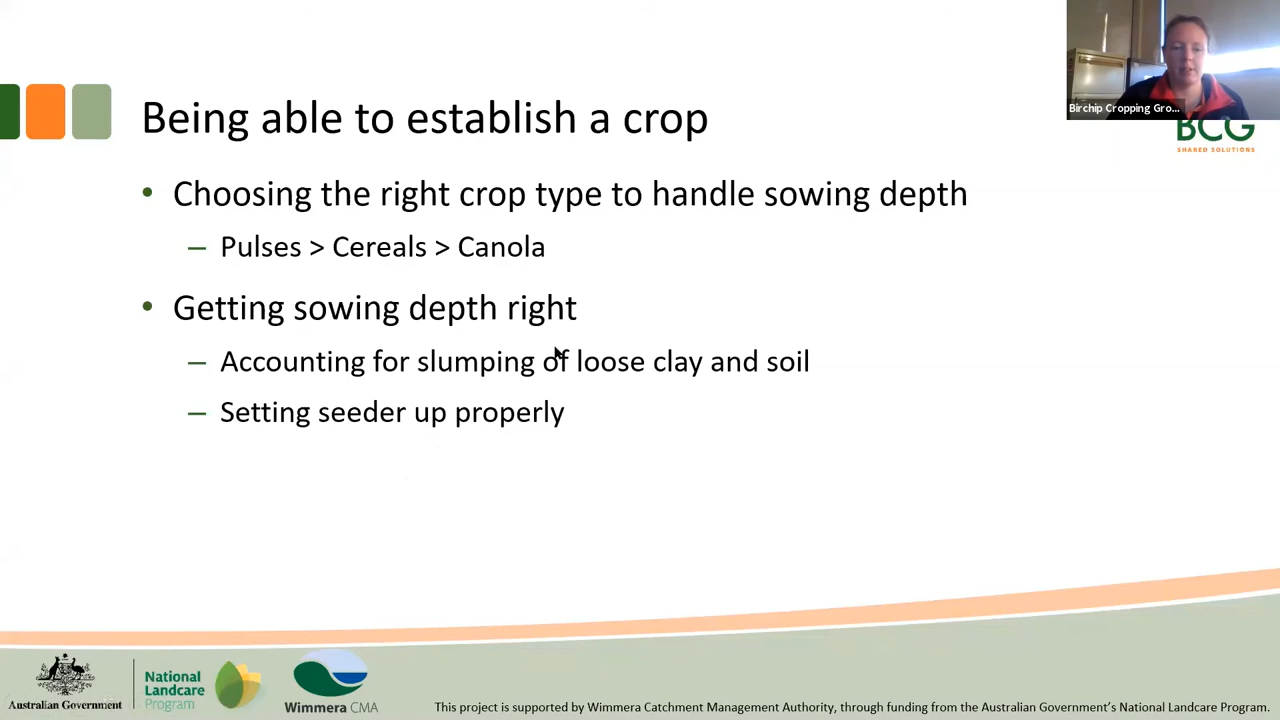 Birchip Cropping Gro...
BCG
SHARED SOLUTIONS
Being able to establish a crop
• Choosing the right crop type to handle sowing depth
– Pulses > Cereals > Canola
• Getting sowing depth right
– Accounting for slumping of loose clay and soil
– Setting seeder up properly
Australian Government
National
Landcare
Program
Wimmera CMA
This project is supported by Wimmera Catchment Management Authority, through funding from the Australian Government's National Landcare Program.